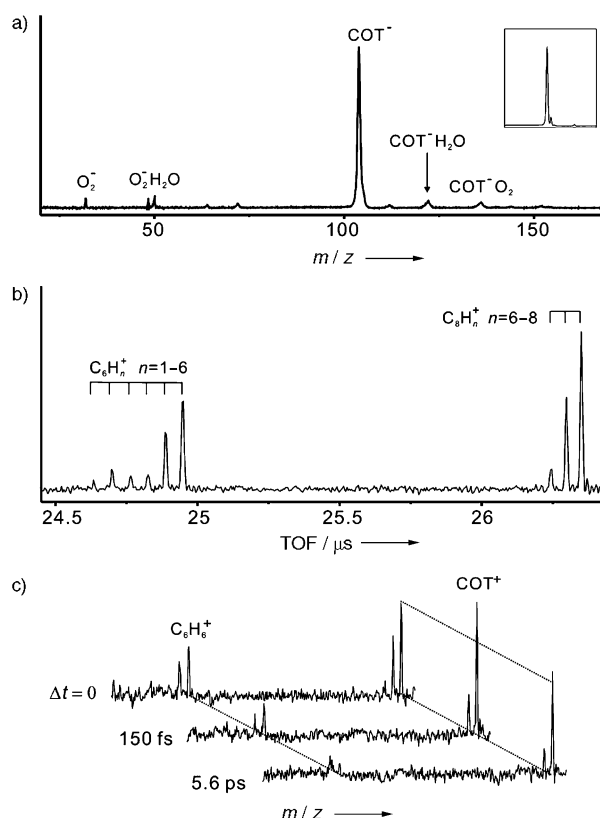 a)
COT⁻
O₂⁻
O₂⁻H₂O
COT⁻H₂O
COT⁻O₂
50
100
150
m / z
b)
C₆Hₙ⁺ n=1–6
C₈Hₙ⁺ n=6–8
24.5
25
25.5
26
TOF / μs
c)
COT⁺
C₆H₆⁺
Δt = 0
150 fs
5.6 ps
m / z